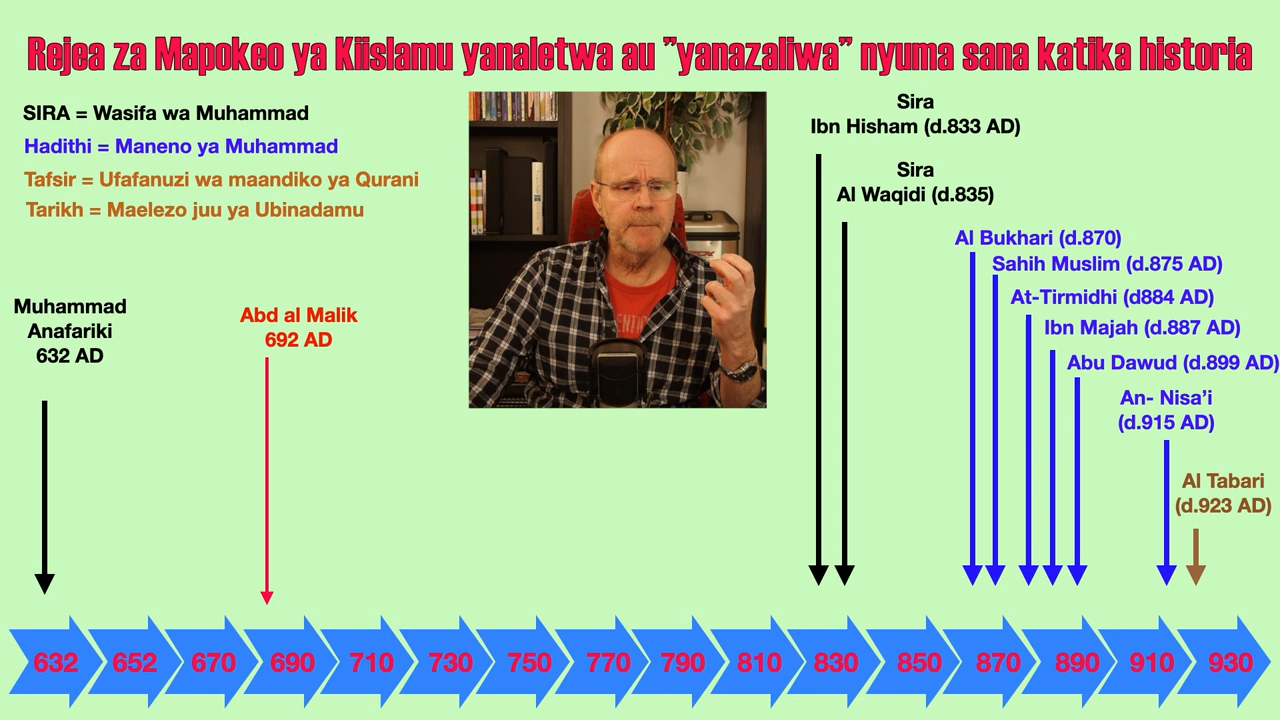 Rejea za Mapokeo ya Kiislamu yanaletwa au ”yanazaliwa” nyuma sana katika historia
SIRA = Wasifa wa Muhammad
Hadithi = Maneno ya Muhammad
Tafsir = Ufafanuzi wa maandiko ya Qurani
Tarikh = Maelezo juu ya Ubinadamu
Muhammad
Anafariki
632 AD
Abd al Malik
692 AD
Sira
Ibn Hisham (d.833 AD)
Sira
Al Waqidi (d.835)
Al Bukhari (d.870)
Sahih Muslim (d.875 AD)
At-Tirmidhi (d884 AD)
Ibn Majah (d.887 AD)
Abu Dawud (d.899 AD)
An- Nisa’i
(d.915 AD)
Al Tabari
(d.923 AD)
632 652 670 690 710 730 750 770 790 810 830 850 870 890 910 930